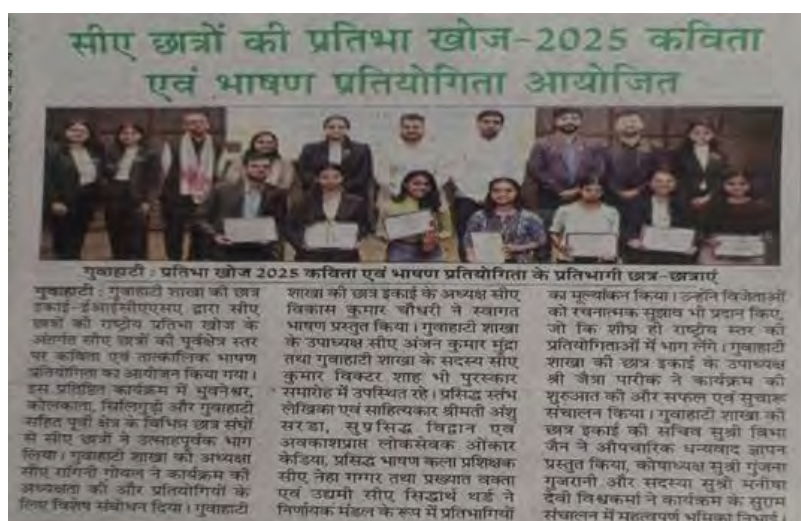 सीए छात्रों की प्रतिभा खोज-2025 कविता
एवं भाषण प्रतियोगिता आयोजित
गुवाहाटी : प्रतिभा खोज 2025 कविता एवं भाषण प्रतियोगिता के प्रतिभागी छात्र-छात्राएं
गुवाहाटी : गुवाहाटी शाखा की छात्र
इकाई-ईआईसीएएसए द्वारा सीए
छात्रों की राष्ट्रीय प्रतिभा खोज के
अंतर्गत सीए छात्रों की पूर्वक्षेत्र स्तर
पर कविता एवं तात्कालिक भाषण
प्रतियोगिता का आयोजन किया गया।
इस प्रतिष्ठित कार्यक्रम में भुवनेश्वर,
कोलकाता, सिलिगुड़ी और गुवाहाटी
सहित पूर्वी क्षेत्र के विभिन्न छात्र संघों
से सीए छात्रों ने उत्साहपूर्वक भाग
लिया। गुवाहाटी शाखा की अध्यक्षा
सीए रागिनी गोयल ने कार्यक्रम की
अध्यक्षता की और प्रतियोगियों के
लिए विशेष संबोधन दिया। गुवाहाटी
शाखा की छात्र इकाई के अध्यक्ष सीए
विकास कुमार चौधरी ने स्वागत
भाषण प्रस्तुत किया। गुवाहाटी शाखा
के उपाध्यक्ष सीए अंजन कुमार मुंद्रा
तथा गुवाहाटी शाखा के सदस्य सीए
कुमार विक्टर शाह भी पुरस्कार
समारोह में उपस्थित रहे। प्रसिद्ध स्तंभ
लेखिका एवं साहित्यकार श्रीमती अंशु
सरडा, सुप्रसिद्ध विद्वान एवं
अवकाशप्राप्त लोकसेवक ओंकार
केडिया, प्रसिद्ध भाषण कला प्रशिक्षक
सीए नेहा गग्गर तथा प्रख्यात वक्ता
एवं उद्यमी सीए सिद्धार्थ थर्ड ने
निर्णायक मंडल के रूप में प्रतिभागियों
का मूल्यांकन किया। उन्होंने विजेताओं
को रचनात्मक सुझाव भी प्रदान किए,
जो कि शीघ्र ही राष्ट्रीय स्तर की
प्रतियोगिताओं में भाग लेंगे। गुवाहाटी
शाखा की छात्र इकाई के उपाध्यक्ष
श्री जैत्रा पारीक ने कार्यक्रम की
शुरुआत की और सफल एवं सुचारू
संचालन किया। गुवाहाटी शाखा की
छात्र इकाई की सचिव सुश्री विभा
जैन ने औपचारिक धन्यवाद ज्ञापन
प्रस्तुत किया, कोषाध्यक्ष सुश्री गुंजना
गुजरानी और सदस्या सुश्री मनीषा
देवी विश्वकर्मा ने कार्यक्रम के सुगम
संचालन में महत्वपूर्ण भूमिका निभाई।